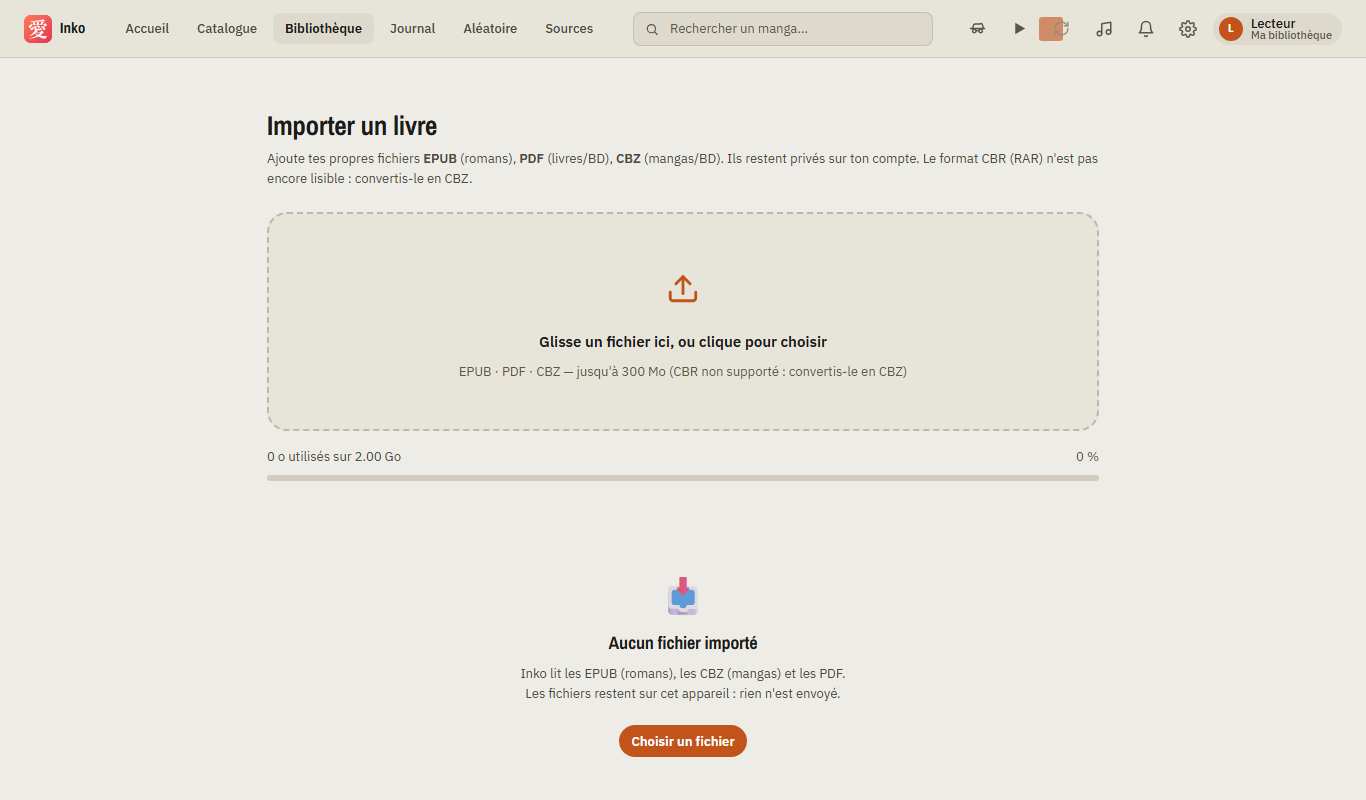 愛 Inko Accueil Catalogue Bibliothèque Journal Aléatoire Sources Rechercher un manga... L Lecteur
Ma bibliothèque
Importer un livre
Ajoute tes propres fichiers EPUB (romans), PDF (livres/BD), CBZ (mangas/BD). Ils restent privés sur ton compte. Le format CBR (RAR) n'est pas
encore lisible : convertis-le en CBZ.
Glisse un fichier ici, ou clique pour choisir
EPUB · PDF · CBZ — jusqu'à 300 Mo (CBR non supporté : convertis-le en CBZ)
0 o utilisés sur 2.00 Go 0 %
Aucun fichier importé
Inko lit les EPUB (romans), les CBZ (mangas) et les PDF.
Les fichiers restent sur cet appareil : rien n'est envoyé.
Choisir un fichier